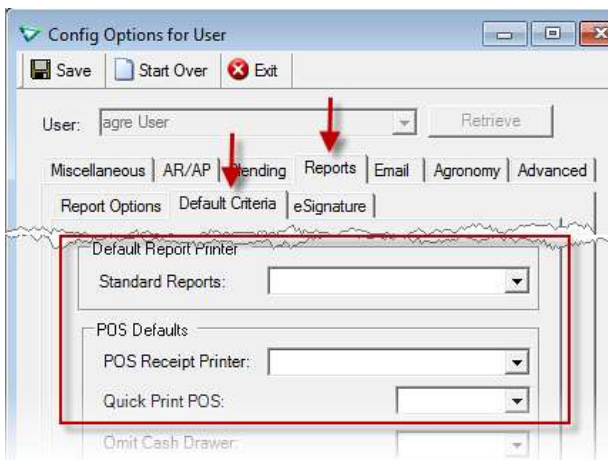 Config Options for User
Save Start Over Exit
User: agre User Retrieve
Miscellaneous AR/AP Blending Reports Email Agronomy Advanced
Report Options Default Criteria eSignature
Default Report Printer
Standard Reports:
POS Defaults
POS Receipt Printer:
Quick Print POS:
Omit Cash Drawer: